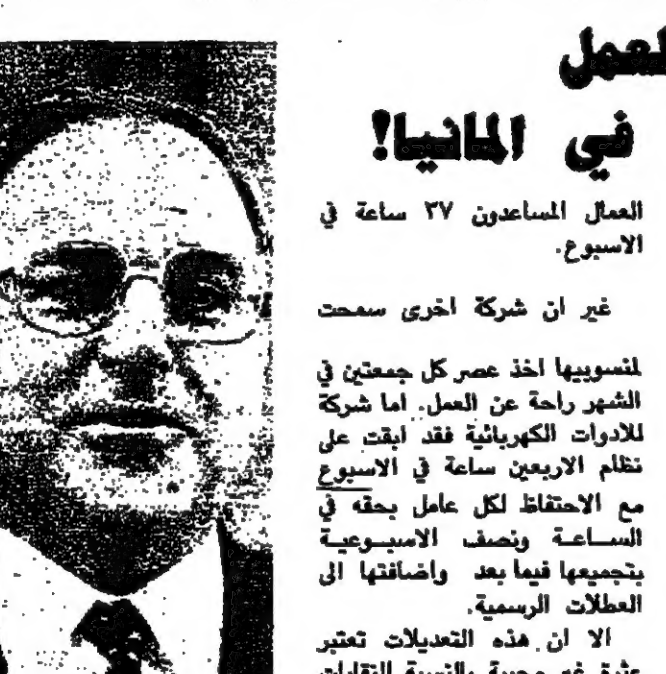 لعمل
في المانيا!
العمال المساعدون ٣٧ ساعة في
الاسبوع.
غير ان شركة اخرى سمحت
لمنسوبيها اخذ عصر كل جمعتين في
الشهر راحة عن العمل. اما شركة
للادوات الكهربائية فقد ابقت على
نظام الاربعين ساعة في الاسبوع
مع الاحتفاظ لكل عامل بحقه في
الساعة ونصف الاسبوعية
بتجميعها فيما بعد واضافتها الى
العطلات الرسمية.
الا ان هذه التعديلات تعتبر